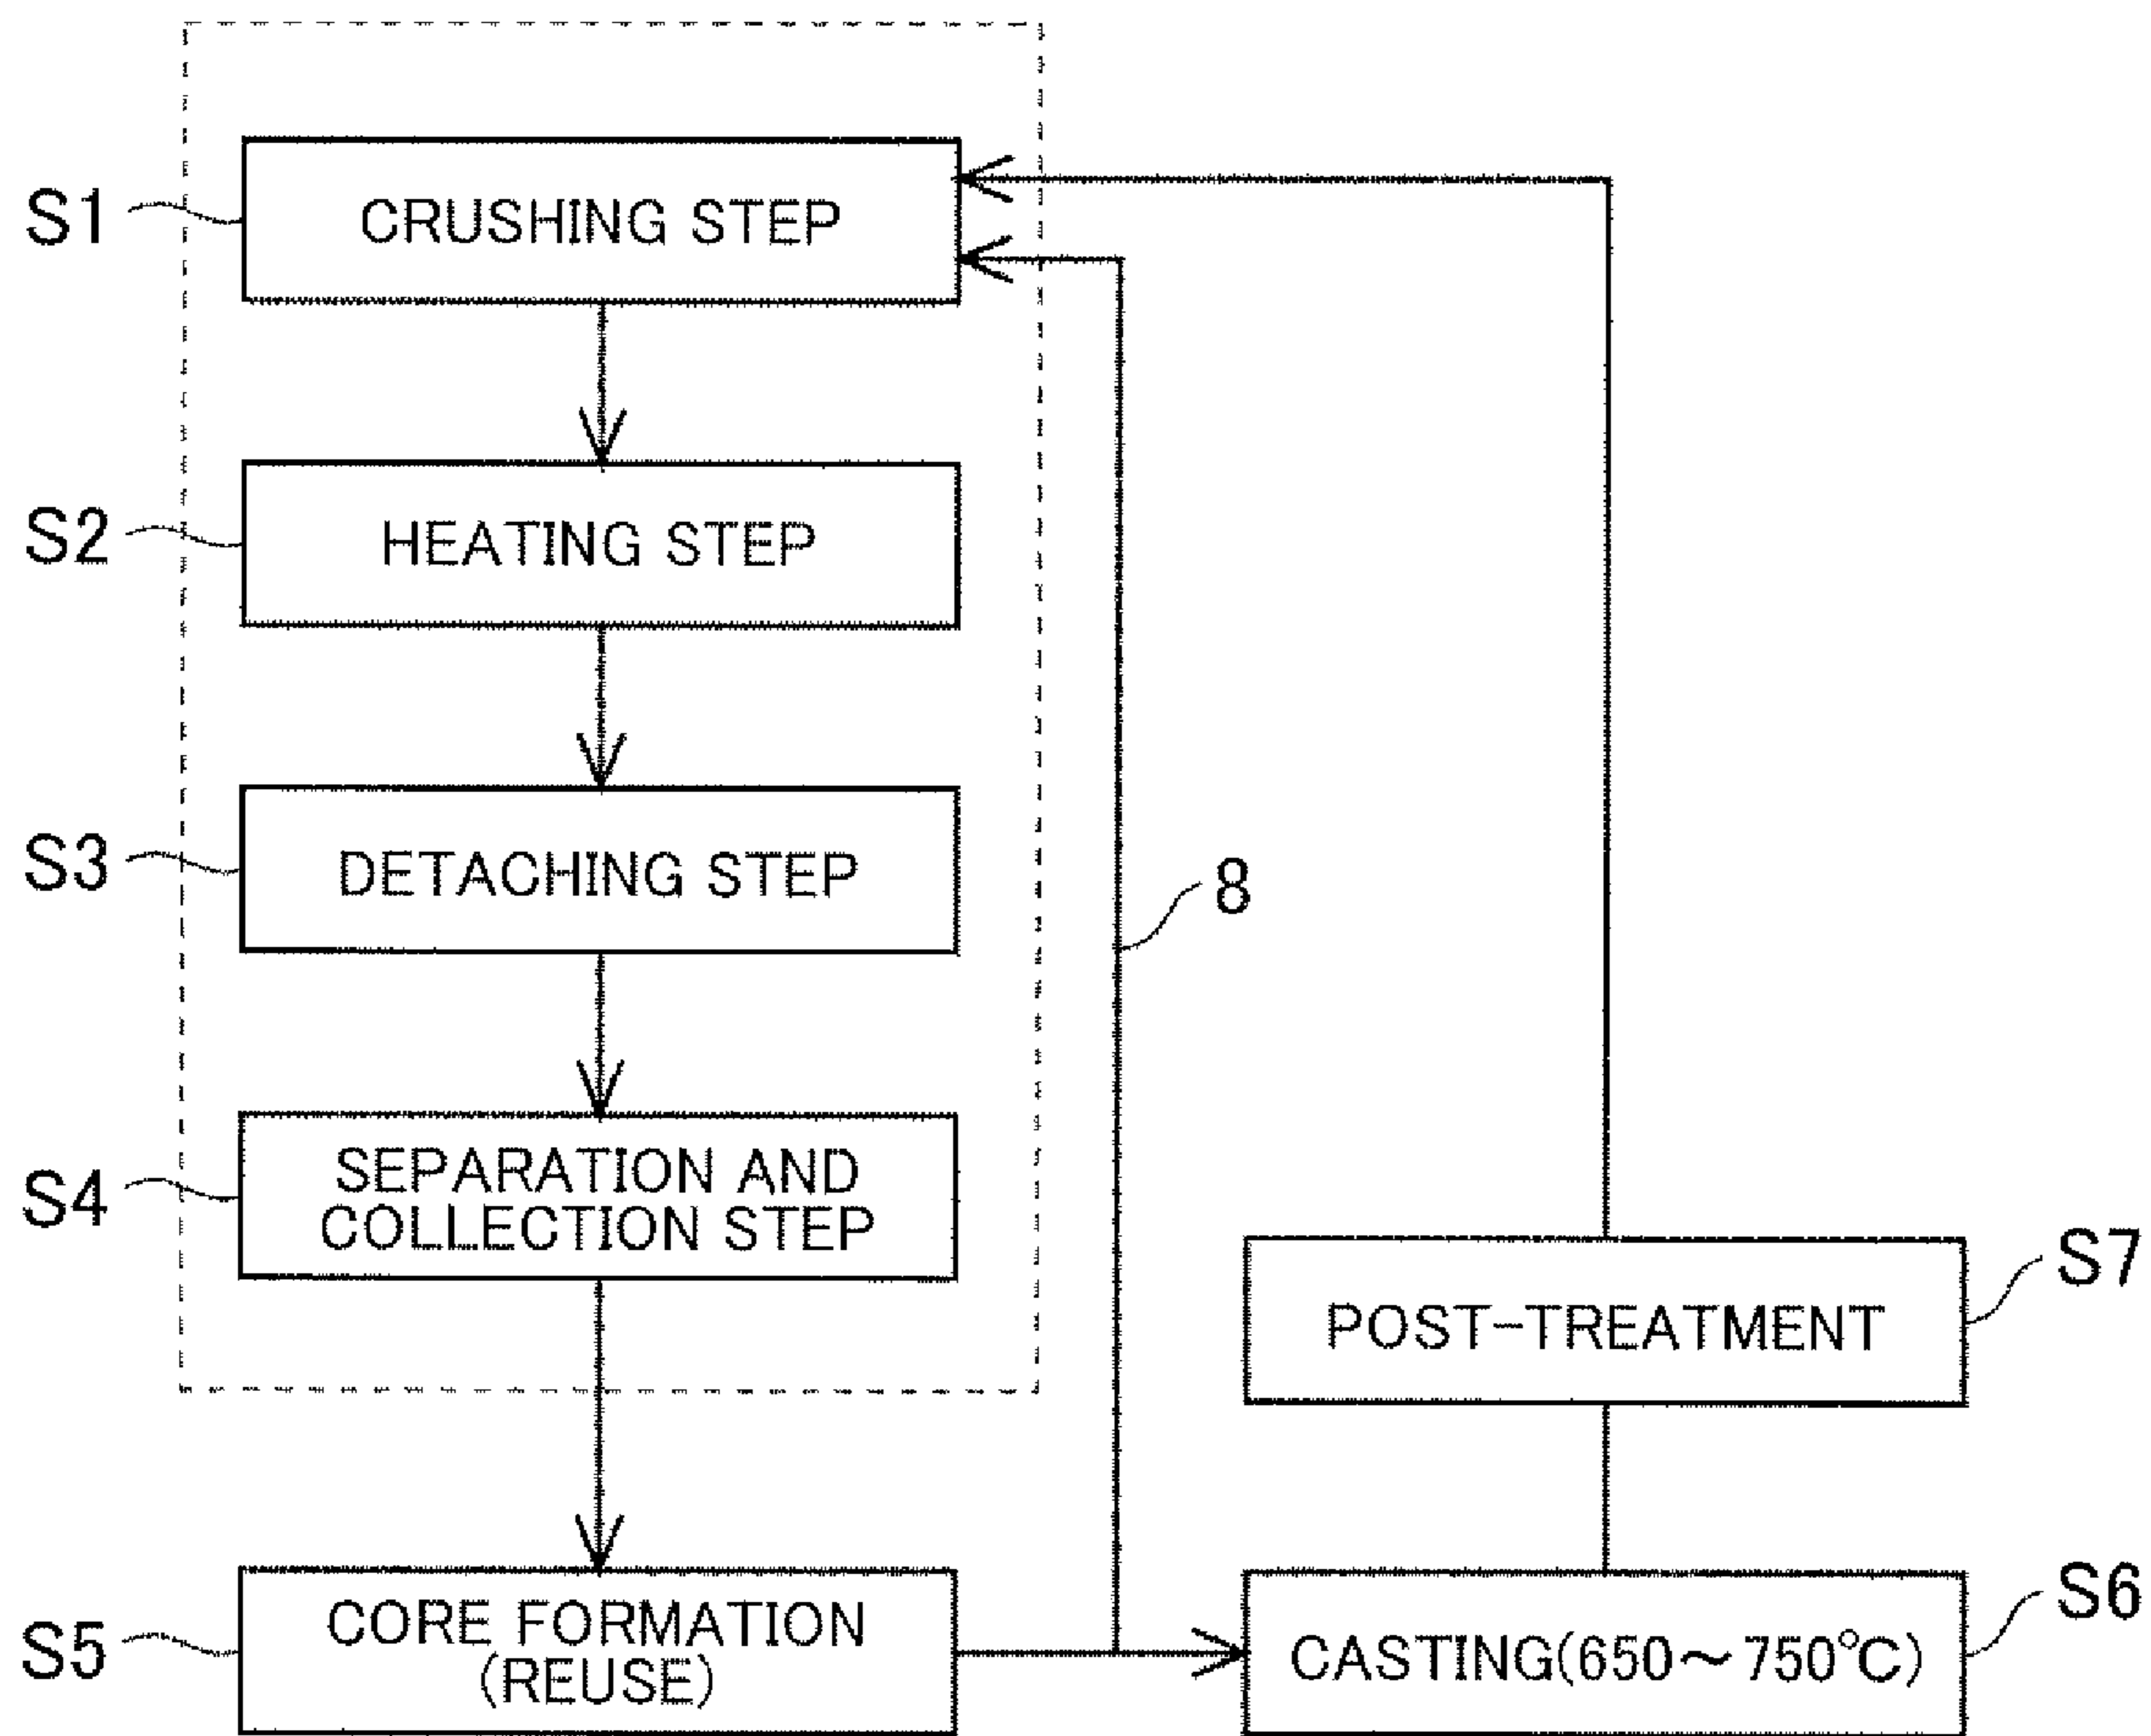 S1
CRUSHING STEP
S2
HEATING STEP
S3
DETACHING STEP
8
S4
SEPARATION AND
COLLECTION STEP
S7
POST-TREATMENT
S5
CORE FORMATION
(REUSE)
S6
CASTING(650～750℃)